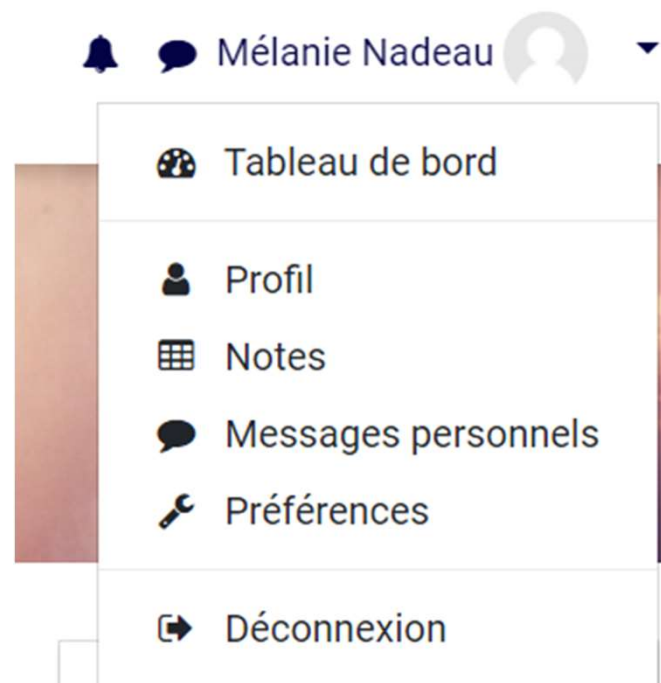 Mélanie Nadeau
Tableau de bord
Profil
Notes
Messages personnels
Préférences
Déconnexion